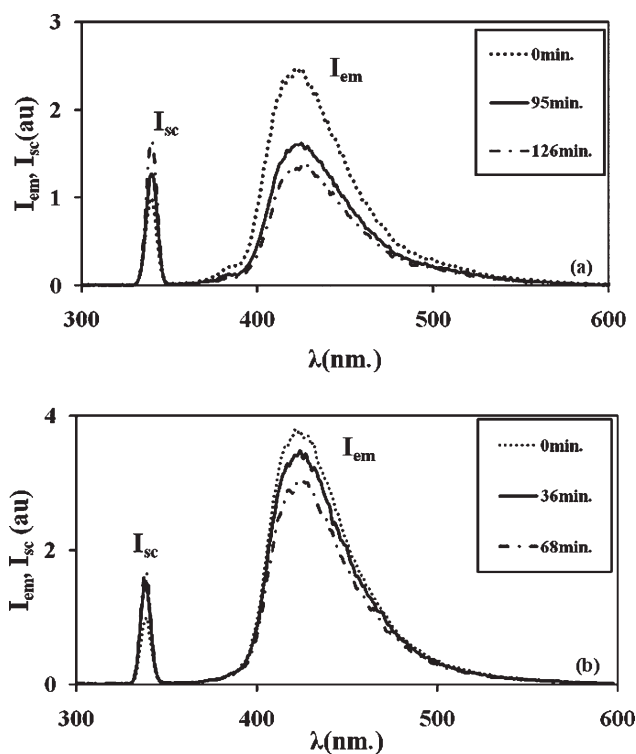 3
2
1
0
I_em, I_sc(au)
I_sc
I_em
0min.
95min.
126min.
(a)
300
400
500
600
λ(nm.)
4
2
0
I_em, I_sc (au)
I_sc
I_em
0min.
36min.
68min.
(b)
300
400
500
600
λ(nm.)